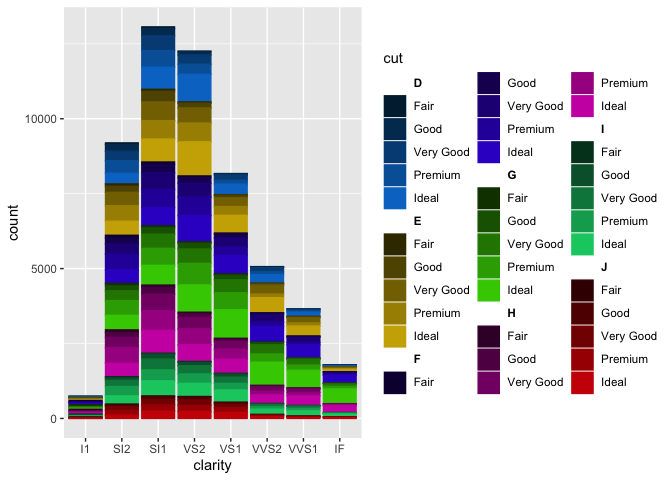 count
10000
5000
0
I1 SI2 SI1 VS2 VS1 VVS2 VVS1 IF
clarity
cut
D
Fair
Good
Very Good
Premium
Ideal
E
Fair
Good
Very Good
Premium
Ideal
F
Fair
Good
Very Good
Premium
Ideal
G
Fair
Good
Very Good
Premium
Ideal
H
Fair
Good
Very Good
Premium
Ideal
I
Fair
Good
Very Good
Premium
Ideal
J
Fair
Good
Very Good
Premium
Ideal